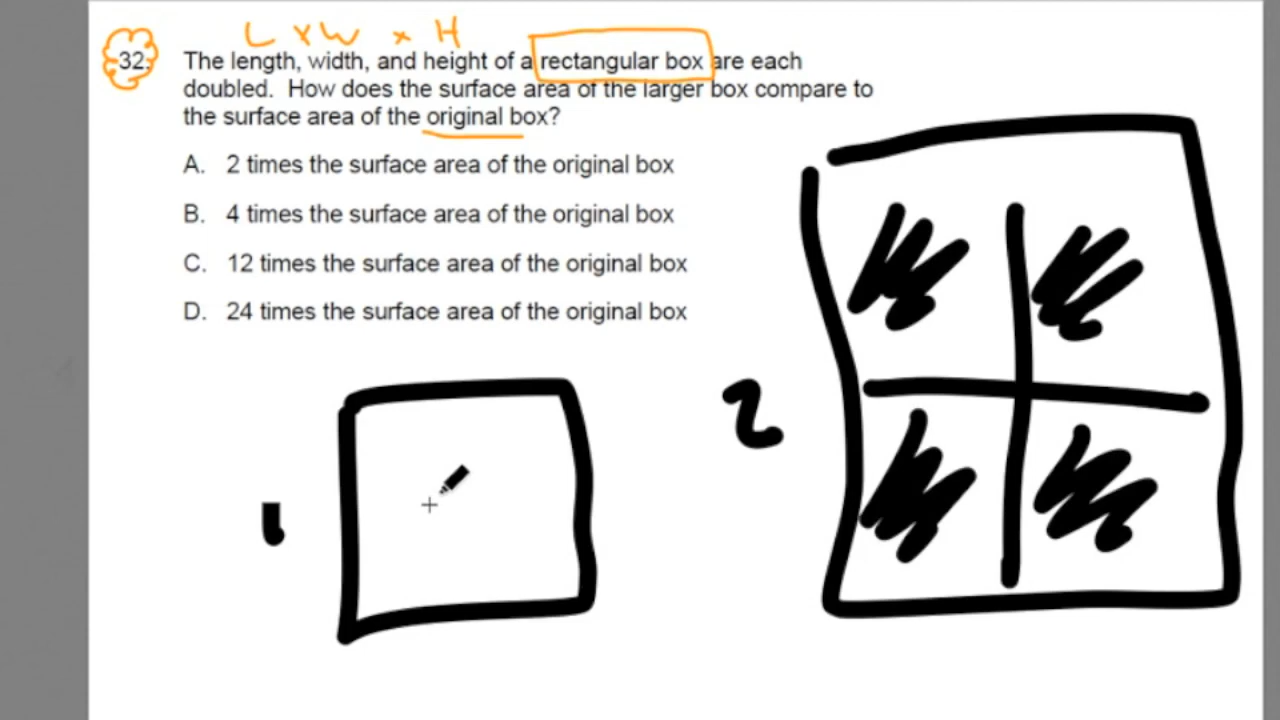 L x W x H
32. The length, width, and height of a rectangular box are each
doubled. How does the surface area of the larger box compare to
the surface area of the original box?
A. 2 times the surface area of the original box
B. 4 times the surface area of the original box
C. 12 times the surface area of the original box
D. 24 times the surface area of the original box
1
2